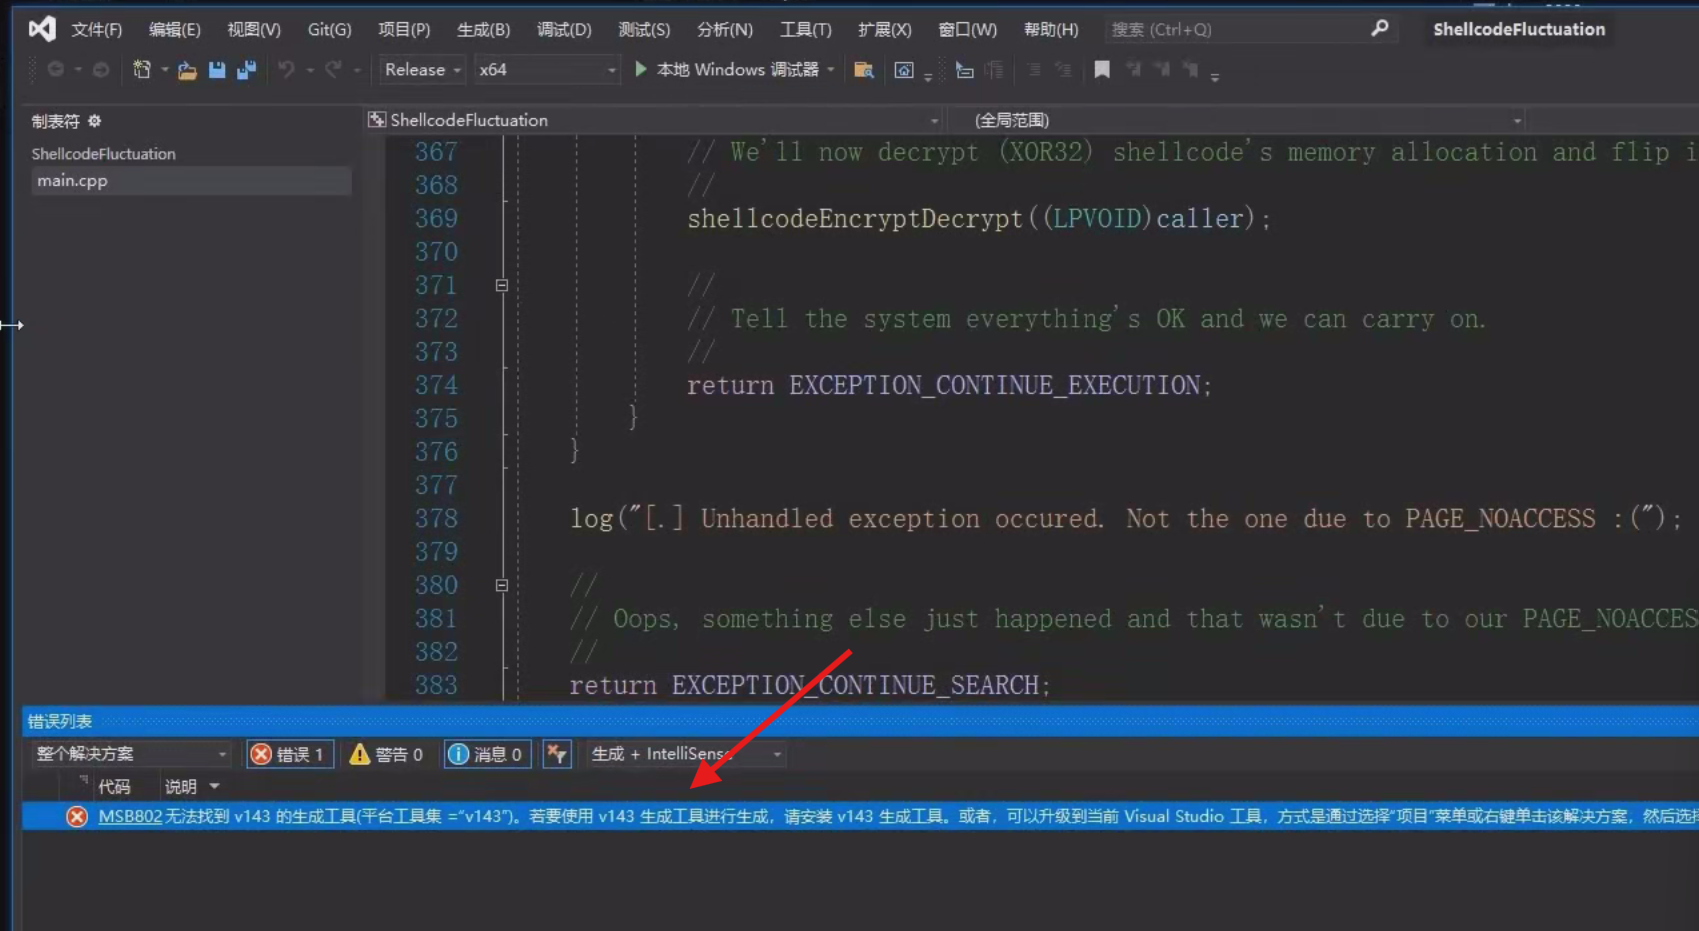 文件(F) 编辑(E) 视图(V) Git(G) 项目(P) 生成(B) 调试(D) 测试(S) 分析(N) 工具(T) 扩展(X) 窗口(W) 帮助(H) 搜索 (Ctrl+Q) ShellcodeFluctuation
Release x64 本地 Windows 调试器
制表符
ShellcodeFluctuation
main.cpp
ShellcodeFluctuation (全局范围)
367 // We'll now decrypt (XOR32) shellcode's memory allocation and flip i
368 //
369 shellcodeEncryptDecrypt((LPVOID)caller);
370
371 //
372 // Tell the system everything's OK and we can carry on.
373 //
374 return EXCEPTION_CONTINUE_EXECUTION;
375 }
376 }
377
378 log("[.] Unhandled exception occured. Not the one due to PAGE_NOACCESS :(");
379
380 //
381 // Oops, something else just happened and that wasn't due to our PAGE_NOACCES
382 //
383 return EXCEPTION_CONTINUE_SEARCH;
错误列表
整个解决方案 错误 1 警告 0 消息 0 生成 + IntelliSense
代码 说明
MSB802 无法找到 v143 的生成工具(平台工具集 =“v143”)。若要使用 v143 生成工具进行生成，请安装 v143 生成工具。或者，可以升级到当前 Visual Studio 工具，方式是通过选择“项目”菜单或右键单击该解决方案，然后选择